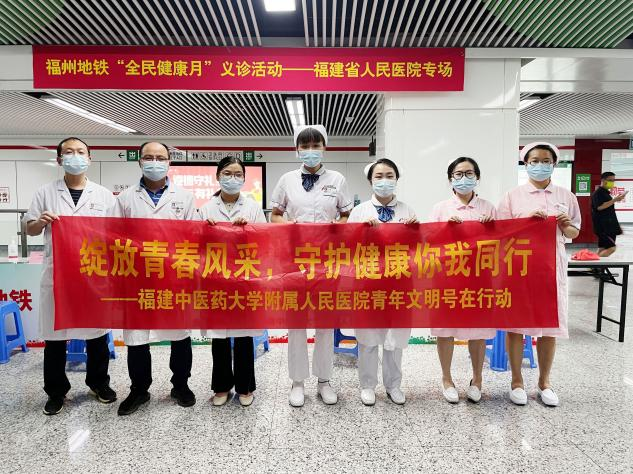 福州地铁“全民健康月”义诊活动——福建省人民医院专场
绽放青春风采，守护健康你我同行
——福建中医药大学附属人民医院青年文明号在行动
地铁